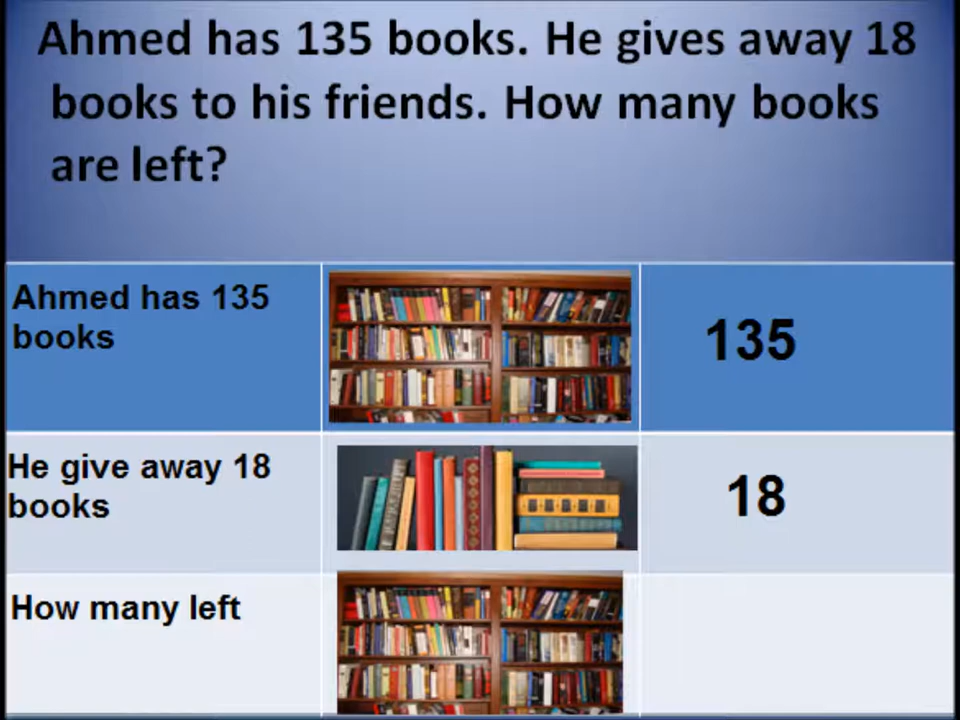 Ahmed has 135 books. He gives away 18
books to his friends. How many books
are left?
Ahmed has 135
books
135
He give away 18
books
18
How many left